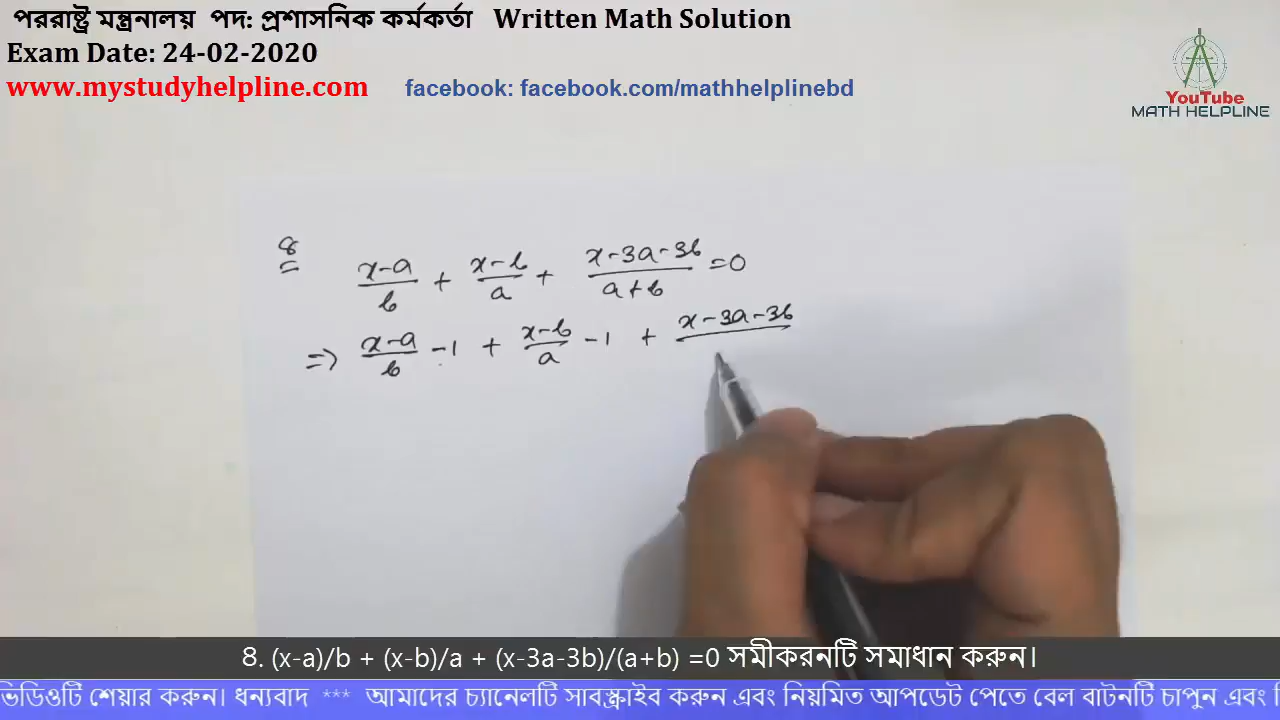 পররাষ্ট্র মন্ত্রনালয় পদ: প্রশাসনিক কর্মকর্তা Written Math Solution
Exam Date: 24-02-2020
www.mystudyhelpline.com facebook: facebook.com/mathhelplinebd
YouTube
MATH HELPLINE
8 (x-a)/b + (x-b)/a + (x-3a-3b)/(a+b) =0
=> (x-a)/b -1 + (x-b)/a -1 + x-3a-3b
8. (x-a)/b + (x-b)/a + (x-3a-3b)/(a+b) =0 সমীকরনটি সমাধান করুন।
ভিডিওটি শেয়ার করুন। ধন্যবাদ *** আমাদের চ্যানেলটি সাবস্ক্রাইব করুন এবং নিয়মিত আপডেট পেতে বেল বাটনটি চাপুন এবং